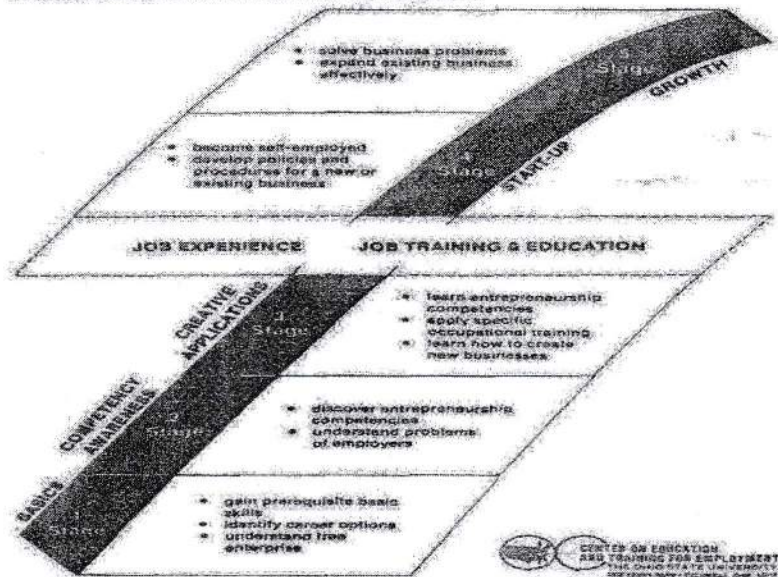 • solve business problems
• expand existing business
effectively
5
Stage
GROWTH
• become self-employed
• develop policies and
procedures for a new or
existing business
4
Stage
START-UP
JOB EXPERIENCE
JOB TRAINING & EDUCATION
CREATIVE
APPLICATIONS
3
Stage
• learn entrepreneurship
competencies
• apply specific
occupational training
• learn how to create
new businesses
COMPETENCY
AWARENESS
2
Stage
• discover entrepreneurship
competencies
• understand problems
of employers
BASICS
1
Stage
• gain prerequisite basic
skills
• identify career options
• understand free
enterprise
CENTER ON EDUCATION
AND TRAINING FOR EMPLOYMENT
THE OHIO STATE UNIVERSITY